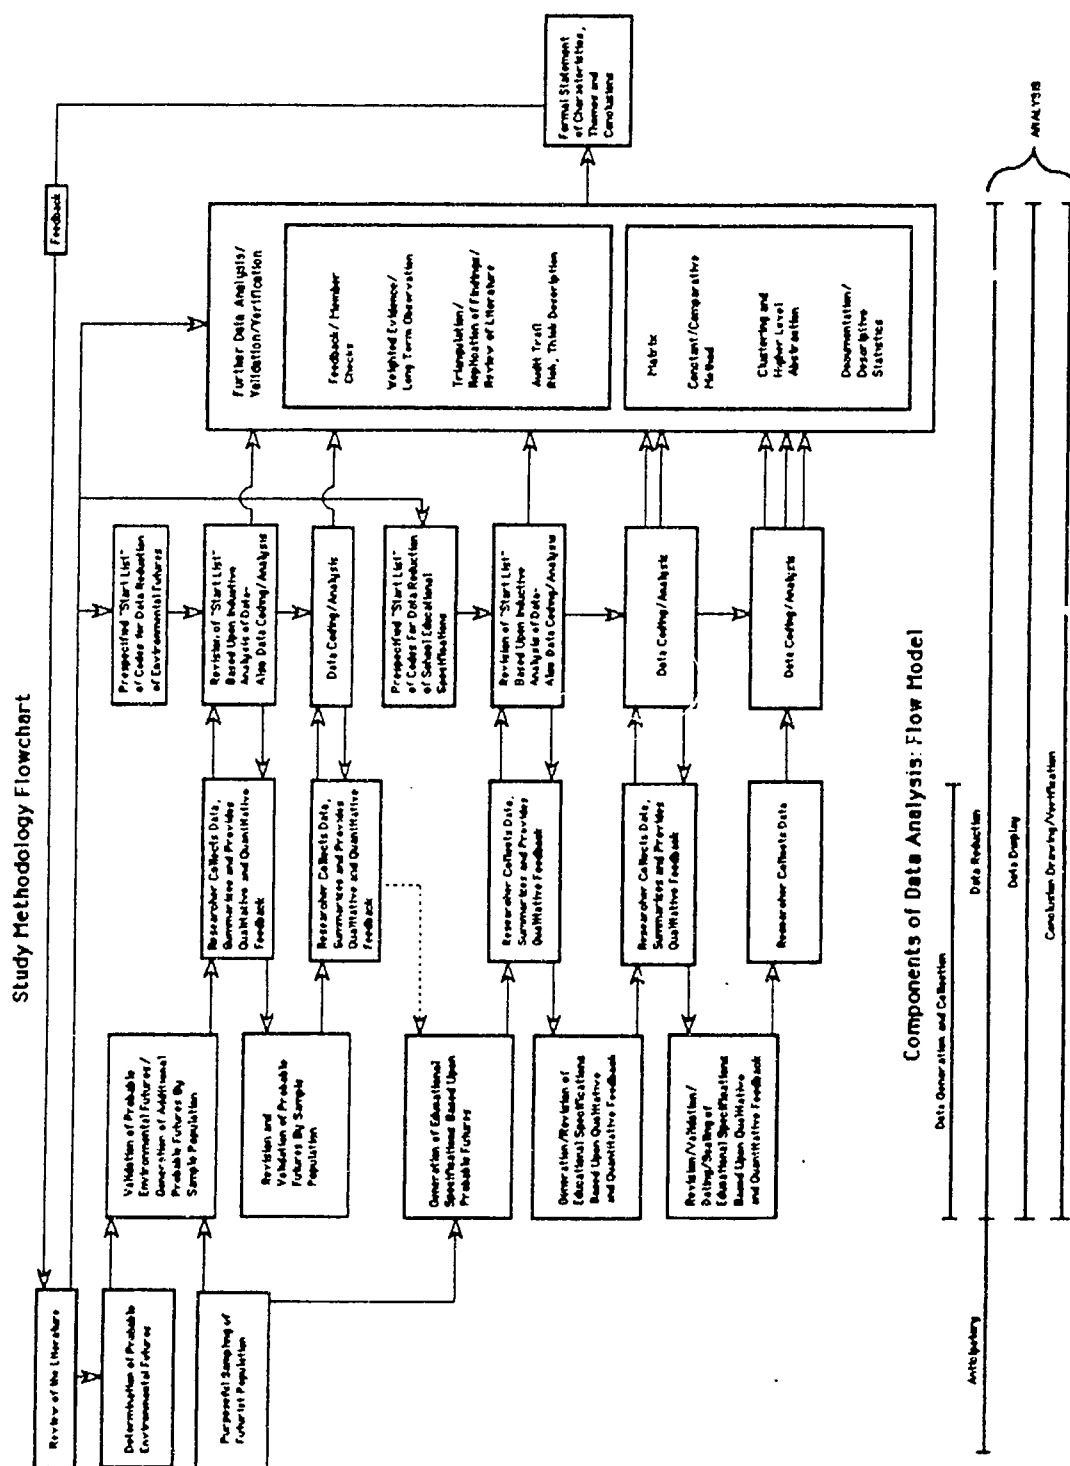 Study Methodology Flowchart
Feedback
Review of the Literature
Determination of Probable
Environmental Futures
Purposeful Sampling of
Futurist Population
Validation of Probable
Environmental Futures/
Generation of Additional
Probable Futures By
Sample Population
Revision and
Validation of Probable
Futures By Sample
Population
Generation of Educational
Specifications Based Upon
Probable Futures
Generation/Revision of
Educational Specifications
Based Upon Qualitative
and Quantitative Feedback
Revision/Validation/
Dating/Scaling of
Educational Specifications
Based Upon Qualitative
and Quantitative Feedback
Researcher Collects Data,
Summarizes and Provides
Qualitative and Quantitative
Feedback
Researcher Collects Data,
Summarizes and Provides
Qualitative and Quantitative
Feedback
Researcher Collects Data,
Summarizes and Provides
Qualitative Feedback
Researcher Collects Data,
Summarizes and Provides
Qualitative Feedback
Researcher Collects Data
Prespecified "Start List"
of Codes for Data Reduction
of Environmental Futures
Revision of "Start List"
Based Upon Inductive
Analysis of Data-
Also Data Coding/Analysis
Data Coding/Analysis
Prespecified "Start List"
of Codes For Data Reduction
of School Educational
Specifications
Revision of "Start List"
Based Upon Inductive
Analysis of Data-
Also Data Coding/Analysis
Data Coding/Analysis
Data Coding/Analysis
Further Data Analysis/
Validation/Verification
Feedback/Member
Checks
Weighted Evidence/
Long Term Observation
Triangulation/
Replication of Findings/
Review of Literature
Audit Trail
Rich, Thick Description
Matrix
Constant/Comparative
Method
Clustering and
Higher Level
Abstraction
Documentation/
Descriptive
Statistics
Formal Statement
of Characteristics,
Themes and
Conclusions
Components of Data Analysis: Flow Model
Data Generation and Collection
Anticipatory
Data Reduction
Data Display
Conclusion Drawing/Verification
ANALYSIS